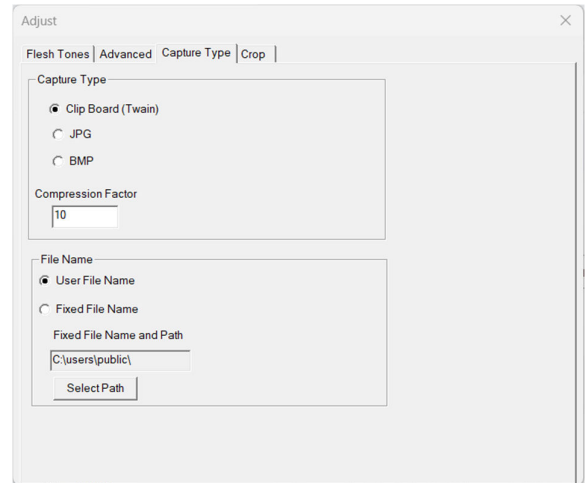 Adjust
Flesh Tones Advanced Capture Type Crop
Capture Type
Clip Board (Twain)
JPG
BMP
Compression Factor
10
File Name
User File Name
Fixed File Name
Fixed File Name and Path
C:\users\public\
Select Path